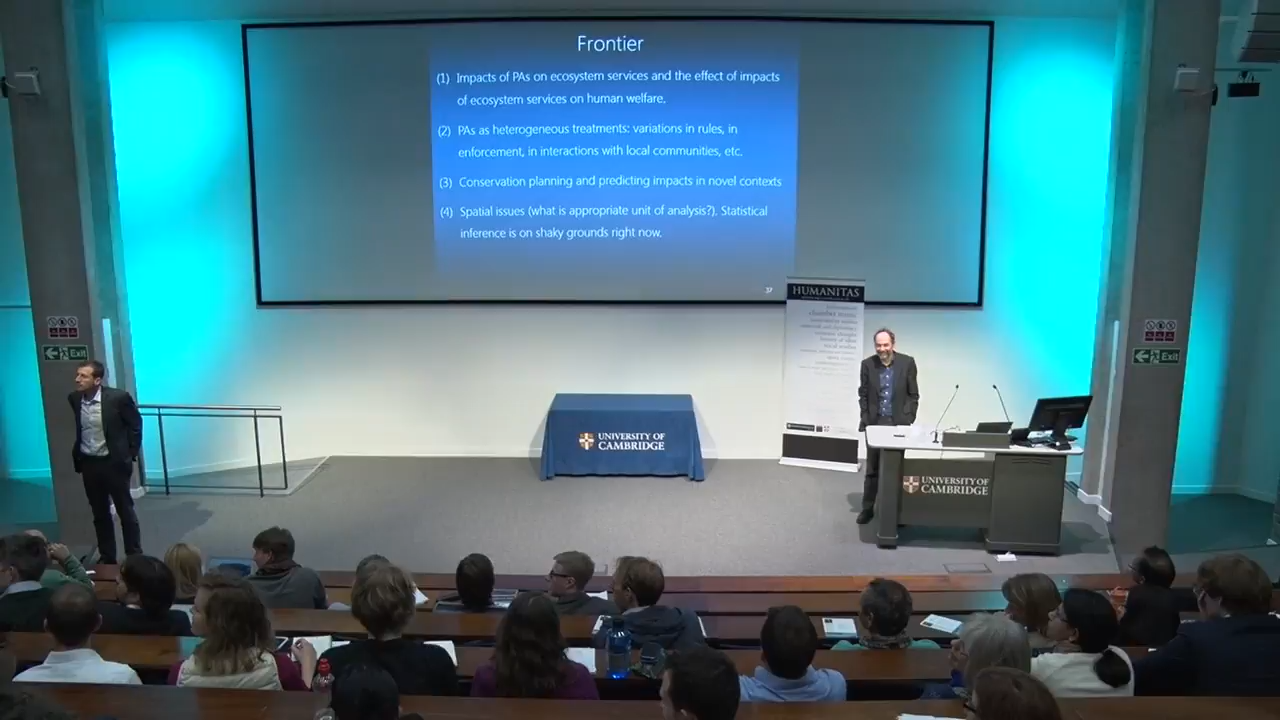 Frontier
(1) Impacts of PAs on ecosystem services and the effect of impacts
of ecosystem services on human welfare.
(2) PAs as heterogeneous treatments: variations in rules, in
enforcement, in interactions with local communities, etc.
(3) Conservation planning and predicting impacts in novel contexts
(4) Spatial issues (what is appropriate unit of analysis?). Statistical
inference is on shaky grounds right now.
37
HUMANITAS
chamber music
Exit
Exit
UNIVERSITY OF
CAMBRIDGE
UNIVERSITY OF
CAMBRIDGE